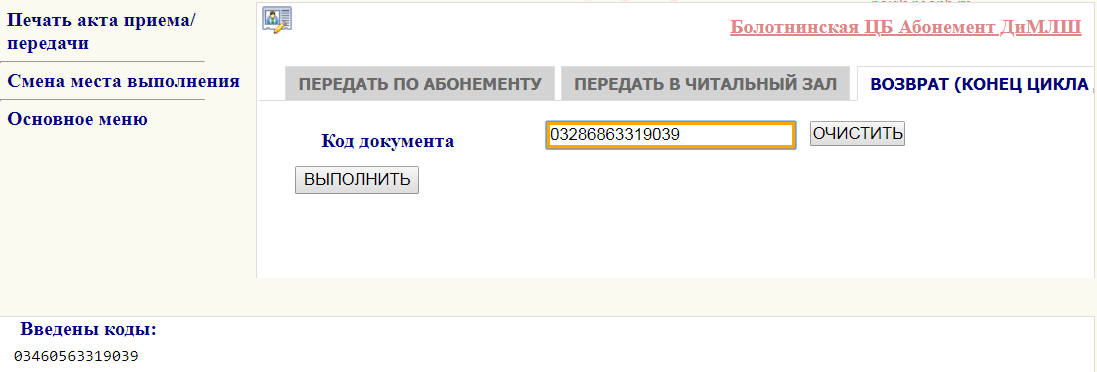 Печать акта приема/
передачи
Смена места выполнения
Основное меню
Болотнинская ЦБ Абонемент ДиМЛШ
ПЕРЕДАТЬ ПО АБОНЕМЕНТУ
ПЕРЕДАТЬ В ЧИТАЛЬНЫЙ ЗАЛ
ВОЗВРАТ (КОНЕЦ ЦИКЛА
Код документа
03286863319039
ОЧИСТИТЬ
ВЫПОЛНИТЬ
Введены коды:
03460563319039